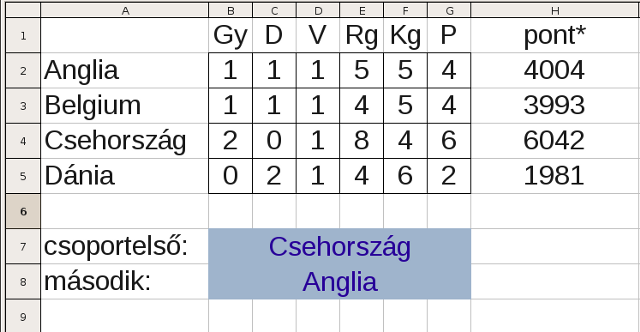 A B C D E F G H
1 Gy D V Rg Kg P pont*
2 Anglia 1 1 1 5 5 4 4004
3 Belgium 1 1 1 4 5 4 3993
4 Csehország 2 0 1 8 4 6 6042
5 Dánia 0 2 1 4 6 2 1981
6
7 csoportelső: Csehország
8 második: Anglia
9